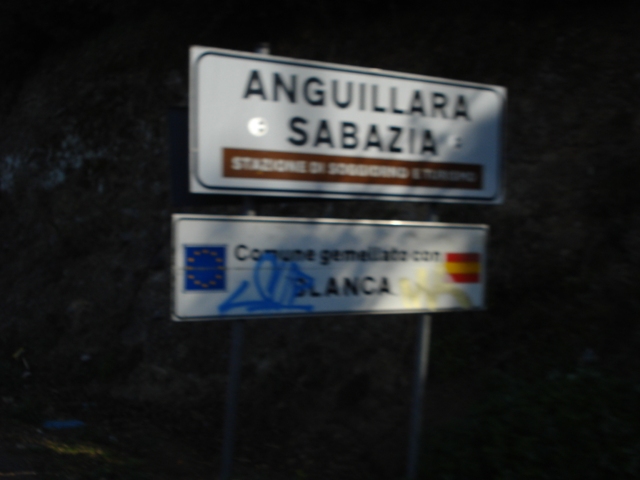 ANGUILLARA
SABAZIA
STAZIONE DI SOGGIORNO E TURISMO
Comune gemellato con
BLANCA